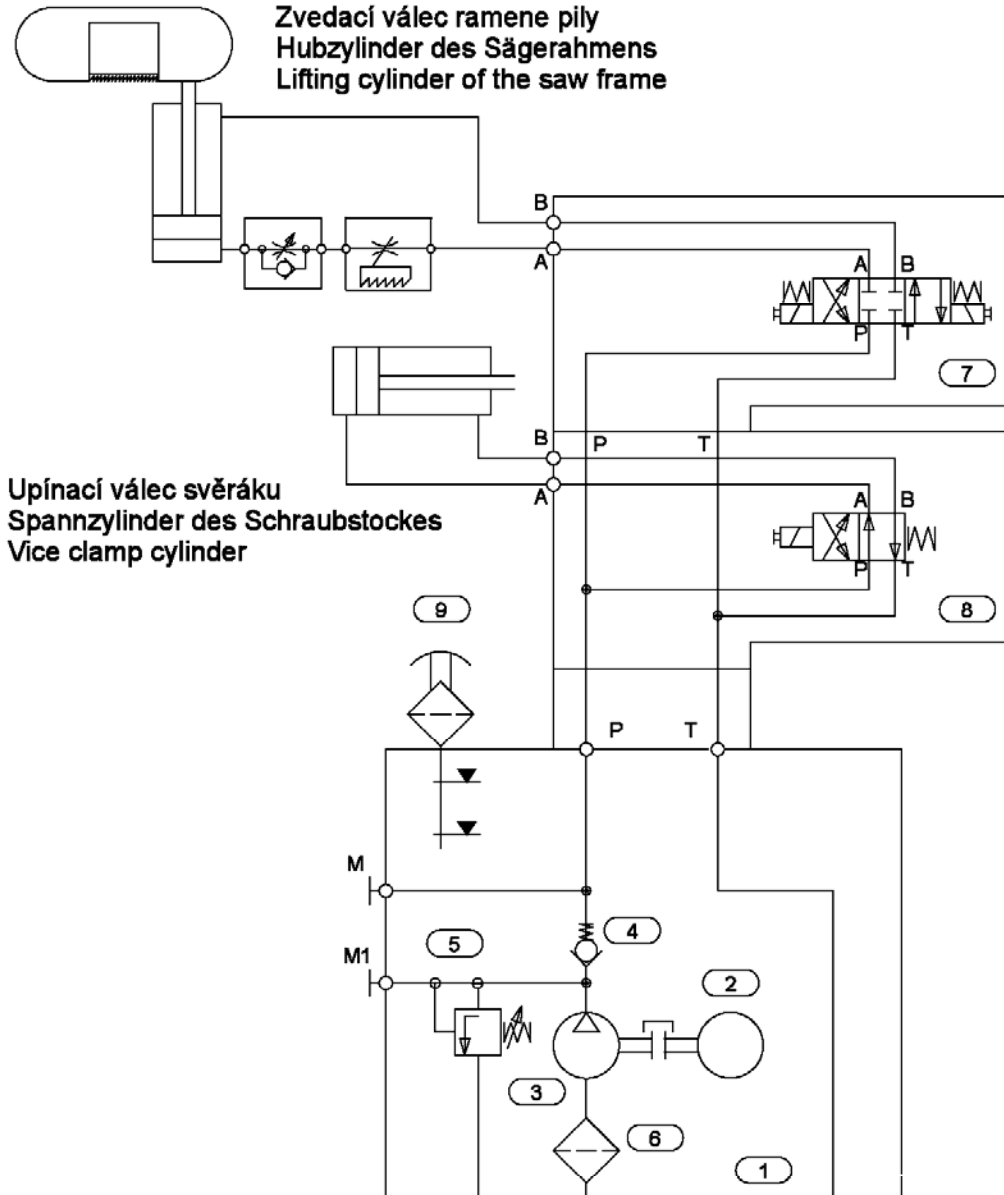 Zvedací válec ramene pily
Hubzylinder des Sägerahmens
Lifting cylinder of the saw frame
B
A
A B
P T
7
B P T
A
Upínací válec svěráku
Spannzylinder des Schraubstockes
Vice clamp cylinder
A B
P T
9
8
P T
M
4
5
M1
2
3
6
1